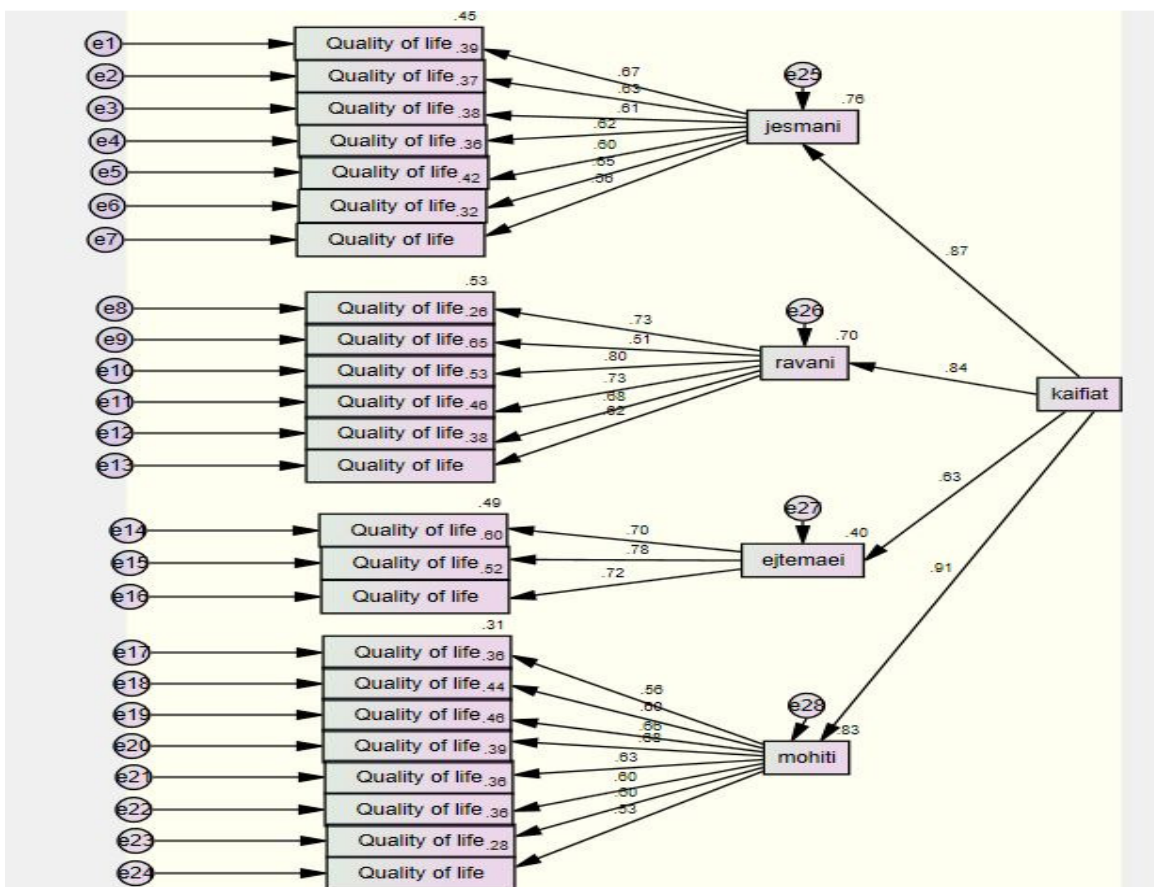 .45
e1 Quality of life .39
.67
e2 Quality of life .37
.63
e25
e3 Quality of life .38
.61
.76
e4 Quality of life .36
.62
jesmani
e5 Quality of life .42
.60
e6 Quality of life .32
.65
e7 Quality of life
.87
.53
e8 Quality of life .26
.73
e26
e9 Quality of life .65
.51
.70
e10 Quality of life .53
.80
ravani
.84
e11 Quality of life .46
.73
kaifiat
e12 Quality of life .38
.68
e13 Quality of life
.62
.63
.49
e14 Quality of life .60
.70
e27
.40
e15 Quality of life .52
.78
ejtemaei
e16 Quality of life
.72
.91
.31
e17 Quality of life .36
e18 Quality of life .44
.56
e19 Quality of life .46
.60
e28
e20 Quality of life .39
.66
.68
.83
e21 Quality of life .36
.63
mohiti
e22 Quality of life .36
.60
e23 Quality of life .28
.60
e24 Quality of life
.53